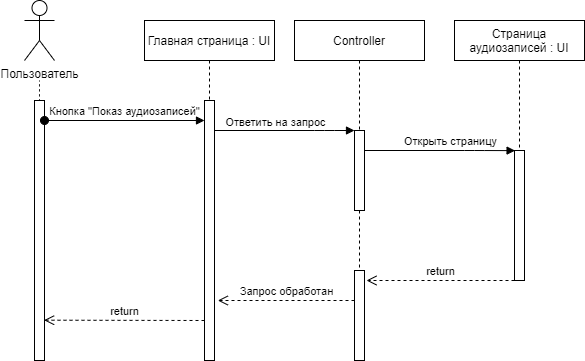 Пользователь
Главная страница : UI
Controller
Страница
аудиозаписей : UI
Кнопка "Показ аудиозаписей"
Ответить на запрос
Открыть страницу
return
Запрос обработан
return